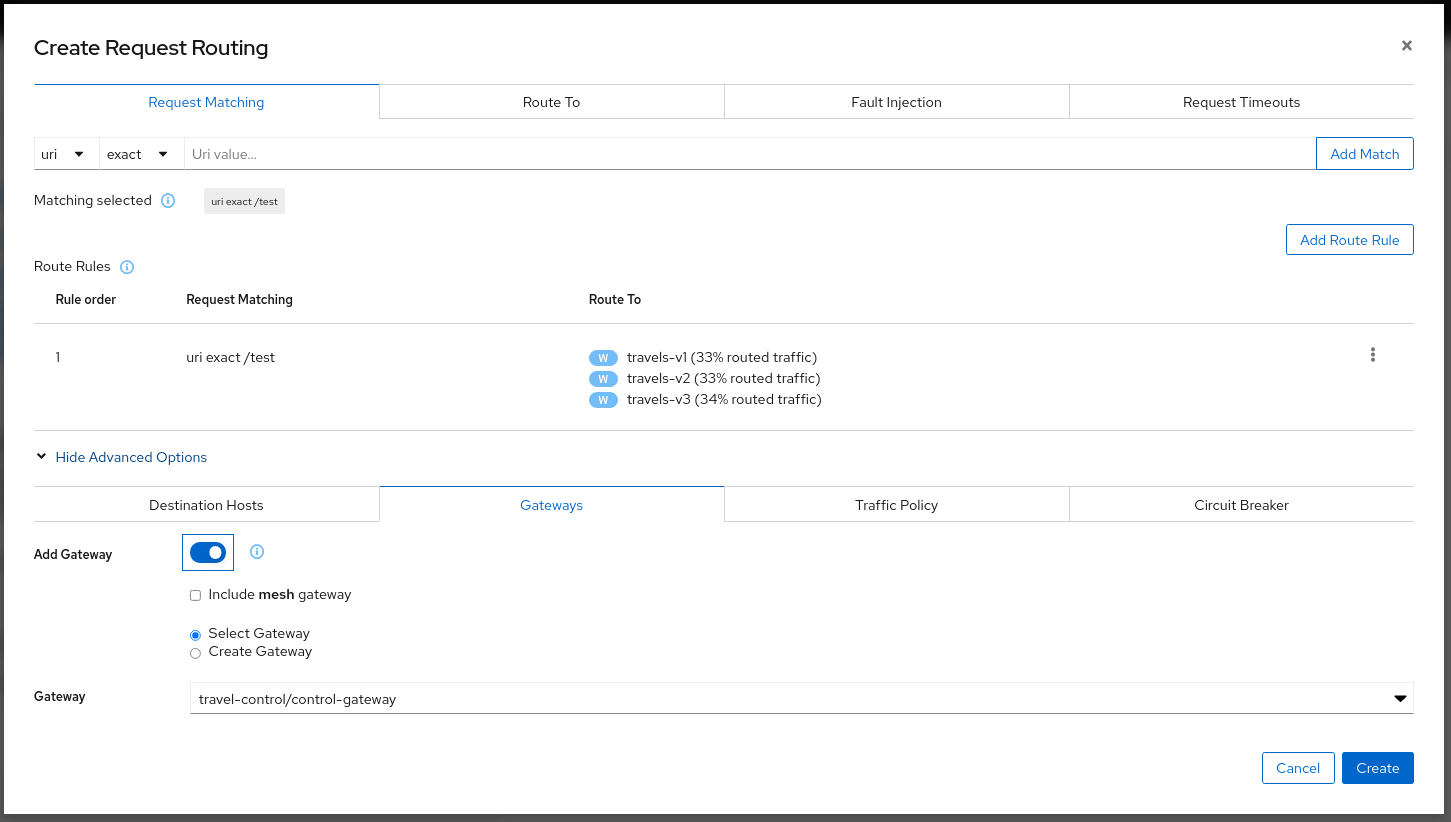 Create Request Routing
×
Request Matching Route To Fault Injection Request Timeouts
uri exact Uri value... Add Match
Matching selected uri exact /test
Add Route Rule
Route Rules
Rule order Request Matching Route To
1 uri exact /test W travels-v1 (33% routed traffic)
W travels-v2 (33% routed traffic)
W travels-v3 (34% routed traffic)
Hide Advanced Options
Destination Hosts Gateways Traffic Policy Circuit Breaker
Add Gateway
Include mesh gateway
Select Gateway
Create Gateway
Gateway travel-control/control-gateway
Cancel Create